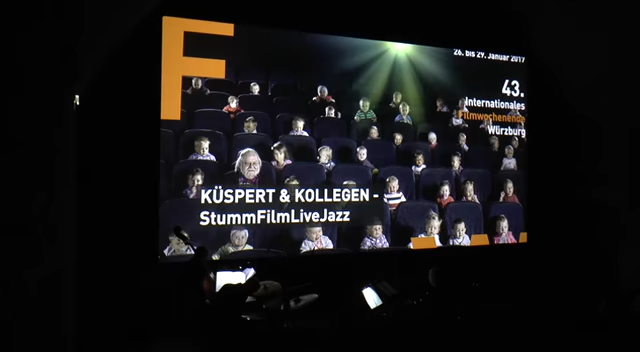 F
26. bis 29. Januar 2017
43.
Internationales
Filmwochenende
Würzburg
KÜSPERT & KOLLEGEN -
StummFilmLiveJazz